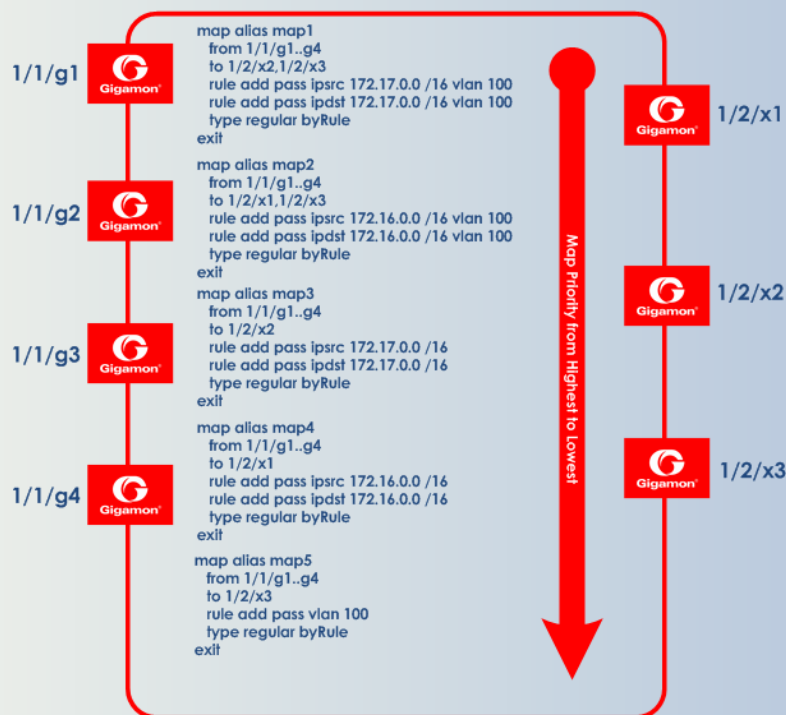 1/1/g1
Gigamon®
1/1/g2
Gigamon®
1/1/g3
Gigamon®
1/1/g4
Gigamon®
map alias map1
from 1/1/g1..g4
to 1/2/x2,1/2/x3
rule add pass ipsrc 172.17.0.0 /16 vlan 100
rule add pass ipdst 172.17.0.0 /16 vlan 100
type regular byRule
exit
map alias map2
from 1/1/g1..g4
to 1/2/x1,1/2/x3
rule add pass ipsrc 172.16.0.0 /16 vlan 100
rule add pass ipdst 172.16.0.0 /16 vlan 100
type regular byRule
exit
map alias map3
from 1/1/g1..g4
to 1/2/x2
rule add pass ipsrc 172.17.0.0 /16
rule add pass ipdst 172.17.0.0 /16
type regular byRule
exit
map alias map4
from 1/1/g1..g4
to 1/2/x1
rule add pass ipsrc 172.16.0.0 /16
rule add pass ipdst 172.16.0.0 /16
type regular byRule
exit
map alias map5
from 1/1/g1..g4
to 1/2/x3
rule add pass vlan 100
type regular byRule
exit
Map Priority from Highest to Lowest
Gigamon®
1/2/x1
Gigamon®
1/2/x2
Gigamon®
1/2/x3